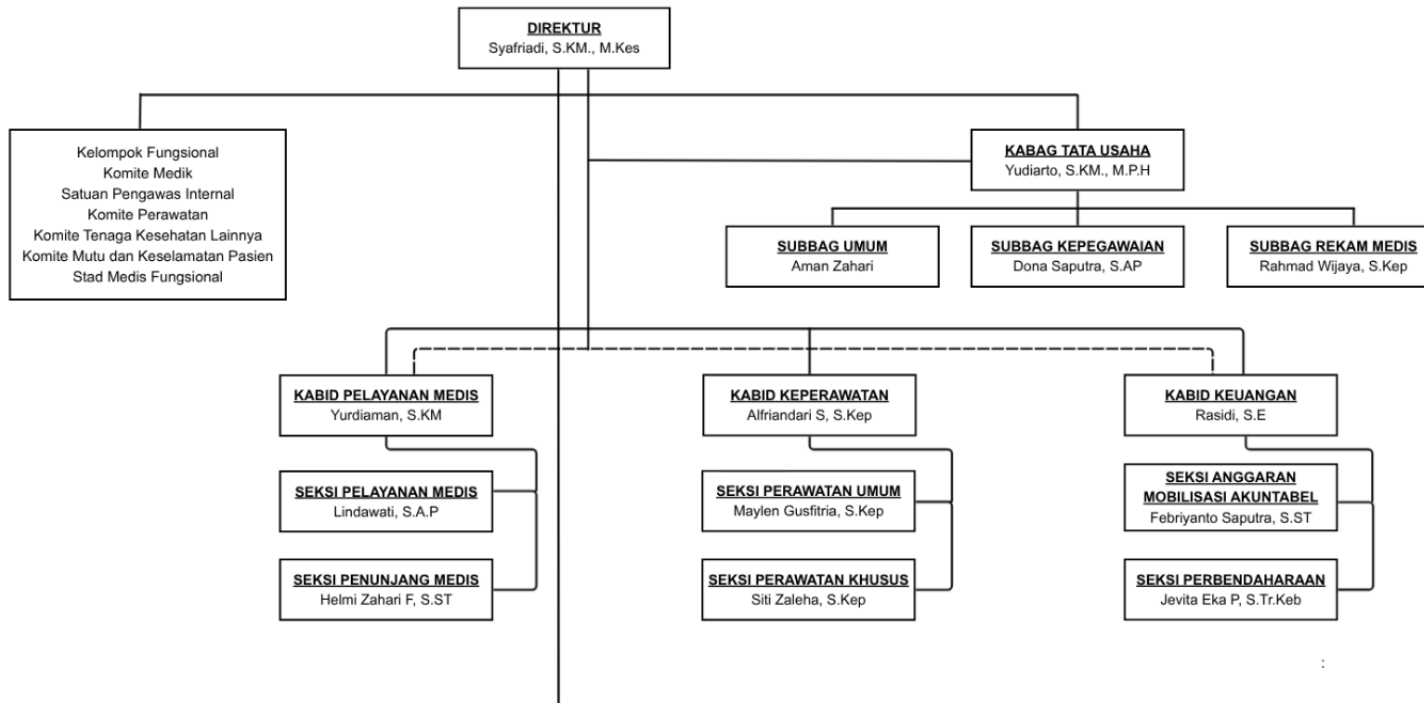 DIREKTUR
Syafriadi, S.KM., M.Kes
Kelompok Fungsional
Komite Medik
Satuan Pengawas Internal
Komite Perawatan
Komite Tenaga Kesehatan Lainnya
Komite Mutu dan Keselamatan Pasien
Stad Medis Fungsional
KABAG TATA USAHA
Yudiarto, S.KM., M.P.H
SUBBAG UMUM
Aman Zahari
SUBBAG KEPEGAWAIAN
Dona Saputra, S.AP
SUBBAG REKAM MEDIS
Rahmad Wijaya, S.Kep
KABID PELAYANAN MEDIS
Yurdiaman, S.KM
KABID KEPERAWATAN
Alfriandari S, S.Kep
KABID KEUANGAN
Rasidi, S.E
SEKSI PELAYANAN MEDIS
Lindawati, S.A.P
SEKSI PERAWATAN UMUM
Maylen Gusfitria, S.Kep
SEKSI ANGGARAN
MOBILISASI AKUNTABEL
Febriyanto Saputra, S.ST
SEKSI PENUNJANG MEDIS
Helmi Zahari F, S.ST
SEKSI PERAWATAN KHUSUS
Siti Zaleha, S.Kep
SEKSI PERBENDAHARAAN
Jevita Eka P, S.Tr.Keb
: